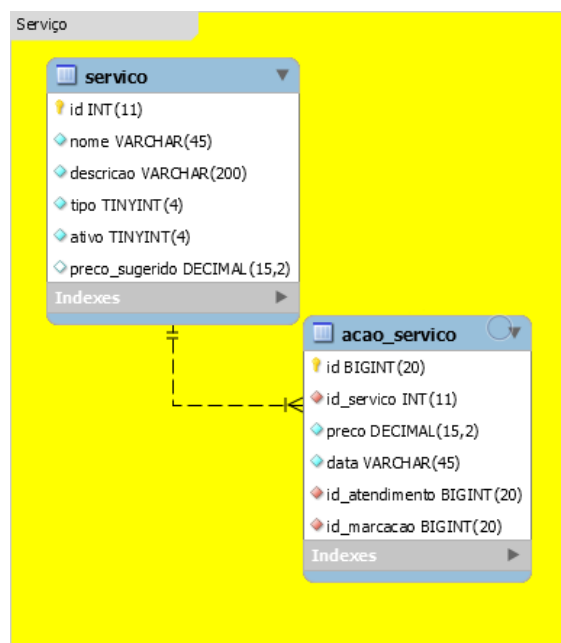 Serviço
servico
id INT(11)
nome VARCHAR(45)
descricao VARCHAR(200)
tipo TINYINT(4)
ativo TINYINT(4)
preco_sugerido DECIMAL(15,2)
Indexes
acao_servico
id BIGINT(20)
id_servico INT(11)
preco DECIMAL(15,2)
data VARCHAR(45)
id_atendimento BIGINT(20)
id_marcacao BIGINT(20)
Indexes